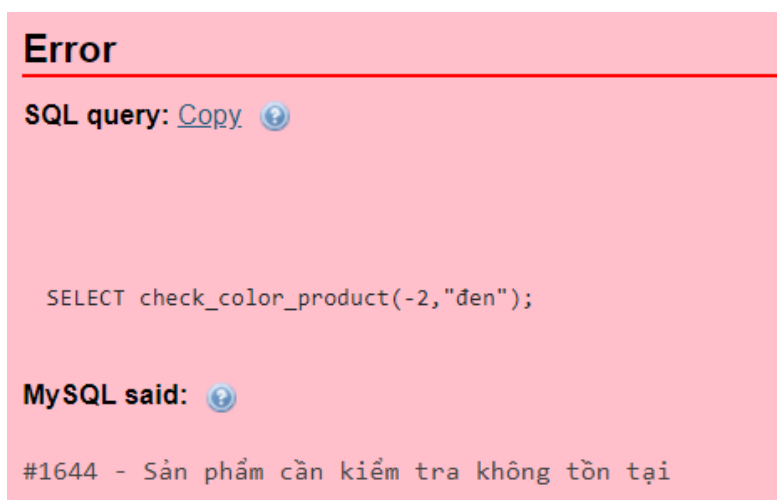 Error
SQL query: Copy
SELECT check_color_product(-2,"đen");
MySQL said:
#1644 - Sản phẩm cần kiểm tra không tồn tại